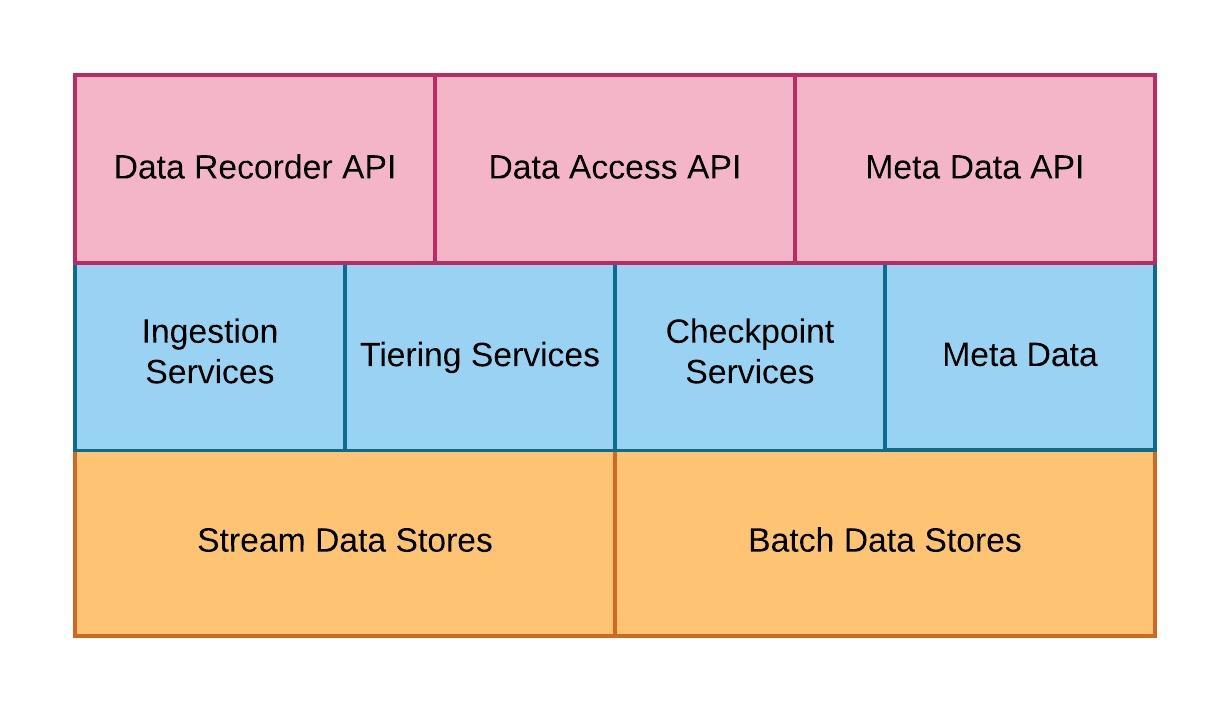 Data Recorder API
Data Access API
Meta Data API
Ingestion
Services
Tiering Services
Checkpoint
Services
Meta Data
Stream Data Stores
Batch Data Stores